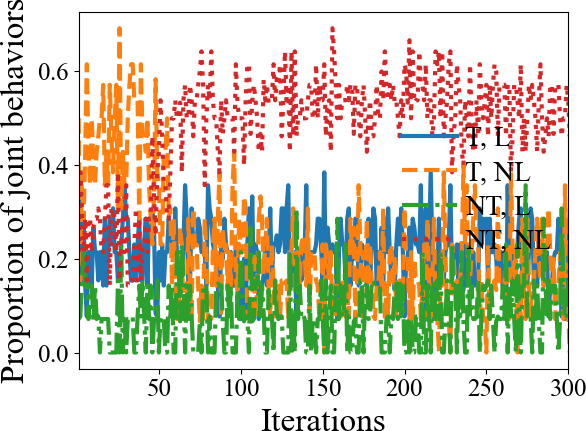 Proportion of joint behaviors
0.6
0.4
0.2
0.0
T, L
T, NL
NT, L
NT, NL
50 100 150 200 250 300
Iterations